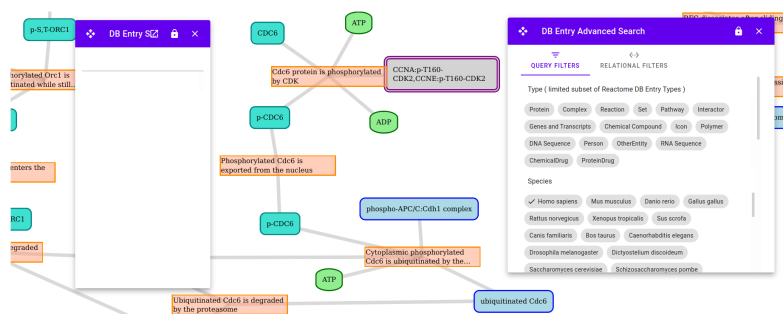 p-S,T-ORC1
DB Entry S
CDC6
ATP
DB Entry Advanced Search
orylated Orc1 is
inated while still...
Cdc6 protein is phosphorylated
by CDK
CCNA:p-T160-
CDK2,CCNE:p-T160-CDK2
QUERY FILTERS
RELATIONAL FILTERS
Type ( limited subset of Reactome DB Entry Types )
Protein Complex Reaction Set Pathway Interactor
Genes and Transcripts Chemical Compound Icon Polymer
DNA Sequence Person OtherEntity RNA Sequence
ChemicalDrug ProteinDrug
p-CDC6
ADP
Phosphorylated Cdc6 is
exported from the nucleus
enters the
Species
Homo sapiens Mus musculus Danio rerio Gallus gallus
Rattus norvegicus Xenopus tropicalis Sus scrofa
Canis familiaris Bos taurus Caenorhabditis elegans
Drosophila melanogaster Dictyostelium discoideum
Saccharomyces cerevisiae Schizosaccharomyces pombe
RC1
p-CDC6
phospho-APC/C:Cdh1 complex
egraded
Cytoplasmic phosphorylated
Cdc6 is ubiquitinated by the...
ATP
Ubiquitinated Cdc6 is degraded
by the proteasome
ubiquitinated Cdc6